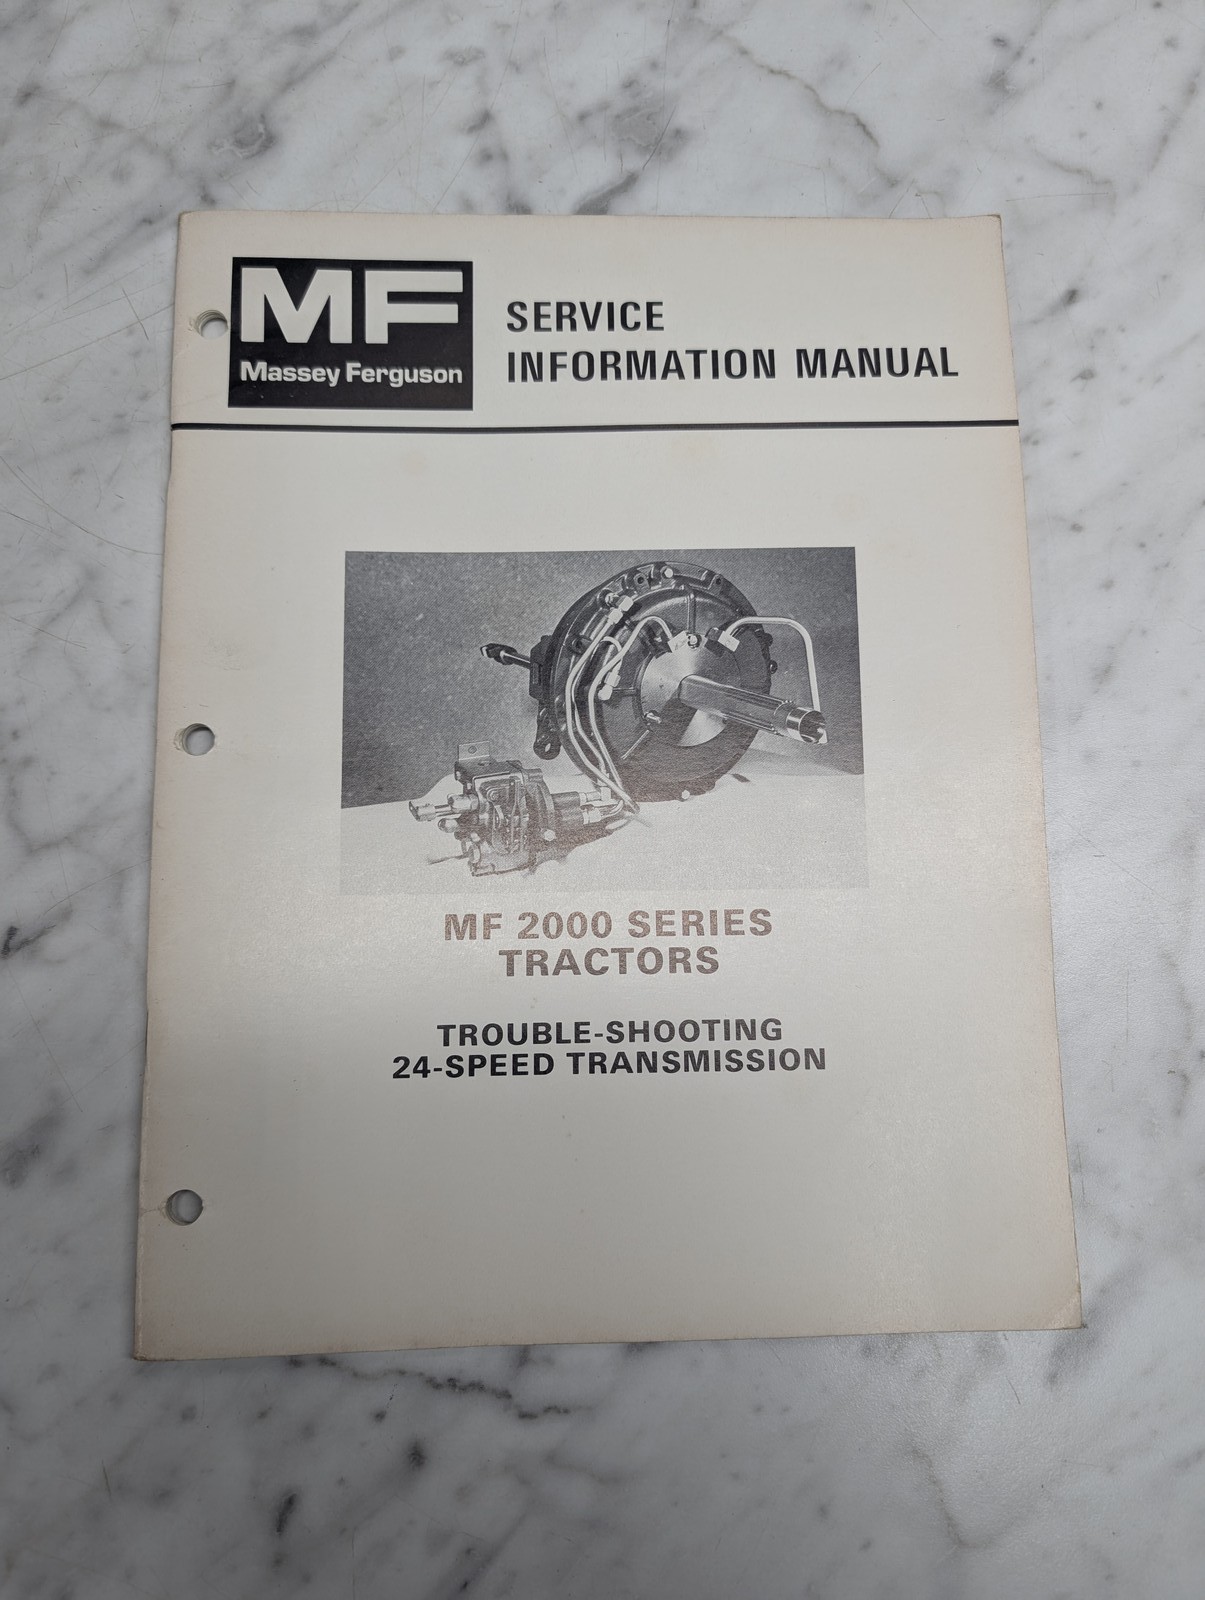 MF
Massey Ferguson
SERVICE
INFORMATION MANUAL
MF 2000 SERIES
TRACTORS
TROUBLE-SHOOTING
24-SPEED TRANSMISSION